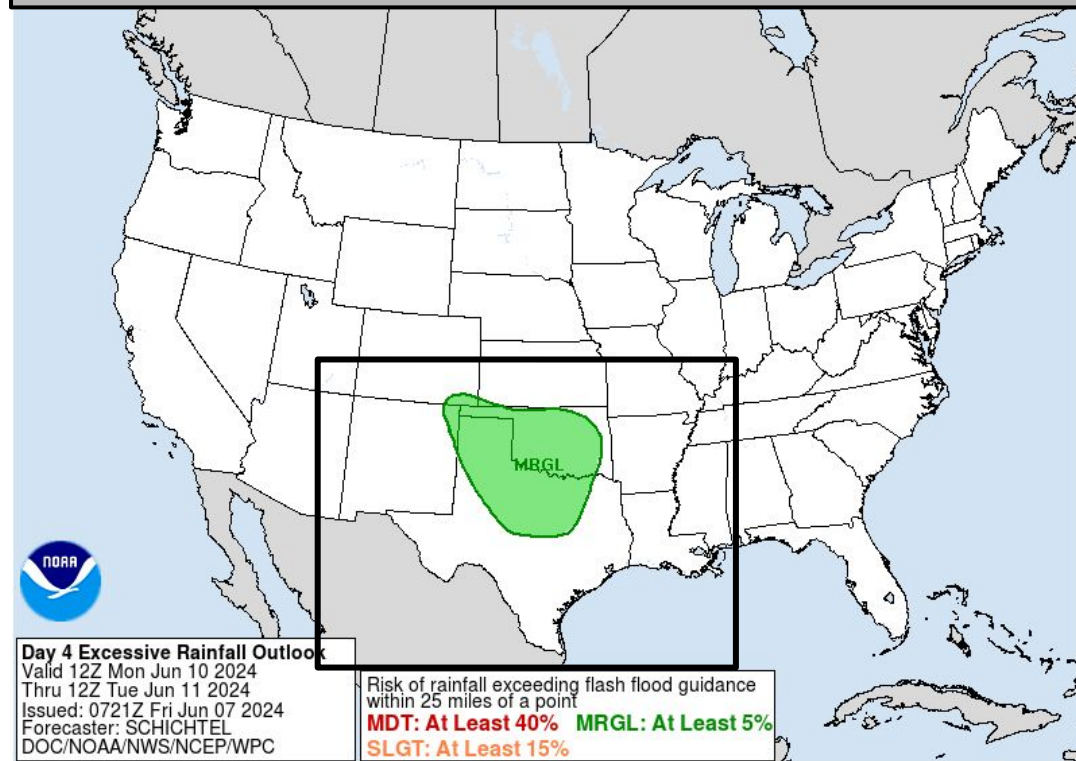 MRGL
NOAA
Day 4 Excessive Rainfall Outlook
Valid 12Z Mon Jun 10 2024
Thru 12Z Tue Jun 11 2024
Issued: 0721Z Fri Jun 07 2024
Forecaster: SCHICHTEL
DOC/NOAA/NWS/NCEP/WPC
Risk of rainfall exceeding flash flood guidance
within 25 miles of a point
MDT: At Least 40% MRGL: At Least 5%
SLGT: At Least 15%